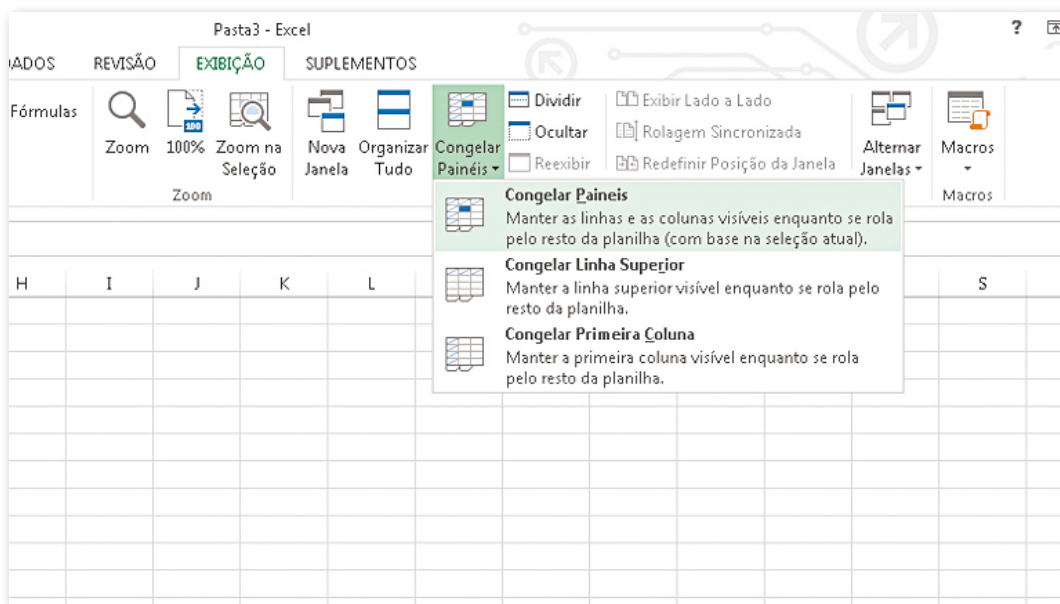 Pasta3 - Excel
?
DADOS REVISÃO EXIBIÇÃO SUPLEMENTOS
Fórmulas
Zoom
100%
Zoom na
Seleção
Nova
Janela
Organizar
Tudo
Congelar
Painéis
Dividir
Ocultar
Reexibir
Exibir Lado a Lado
Rolagem Sincronizada
Redefinir Posição da Janela
Alternar
Janelas
Macros
100
Zoom
Macros
Congelar Paineis
Manter as linhas e as colunas visíveis enquanto se rola
pelo resto da planilha (com base na seleção atual).
Congelar Linha Superior
Manter a linha superior visível enquanto se rola pelo
resto da planilha.
Congelar Primeira Coluna
Manter a primeira coluna visível enquanto se rola
pelo resto da planilha.
H I J K L S